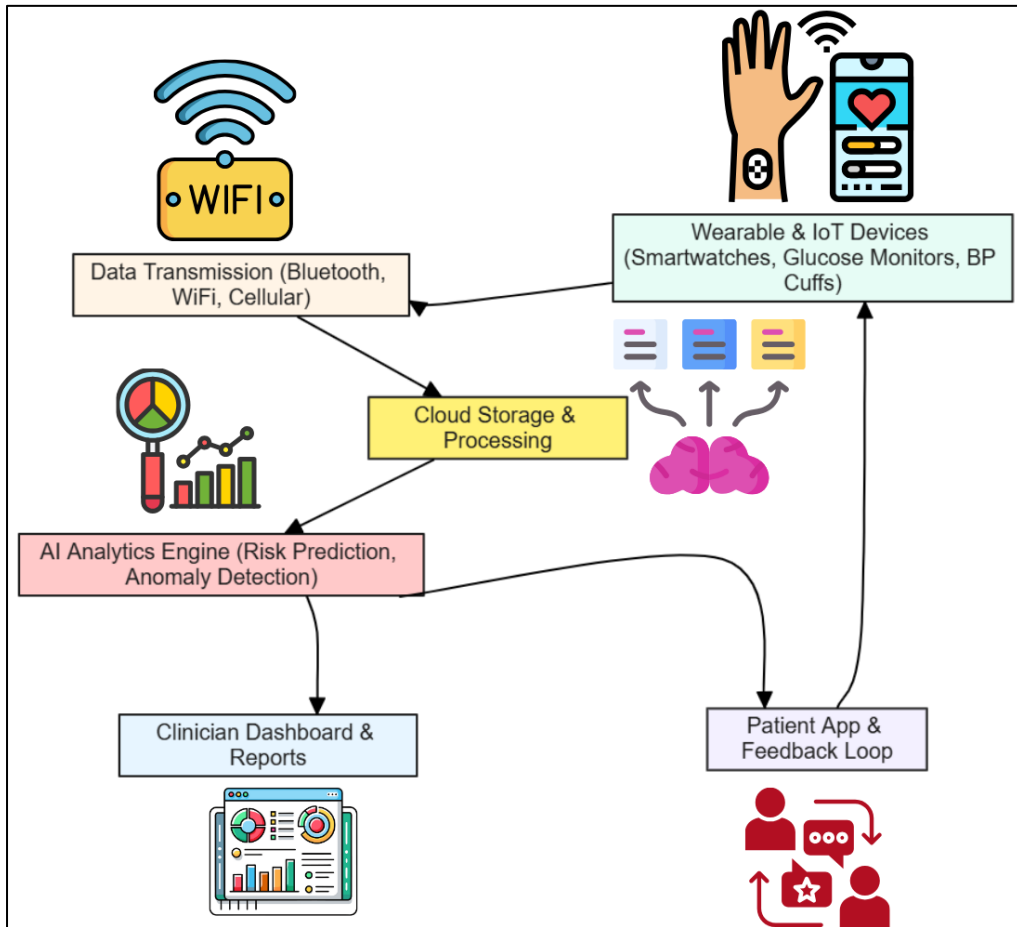 WIFI
Wearable & IoT Devices
(Smartwatches, Glucose Monitors, BP
Cuffs)
Data Transmission (Bluetooth,
WiFi, Cellular)
Cloud Storage &
Processing
AI Analytics Engine (Risk Prediction,
Anomaly Detection)
Clinician Dashboard &
Reports
Patient App &
Feedback Loop